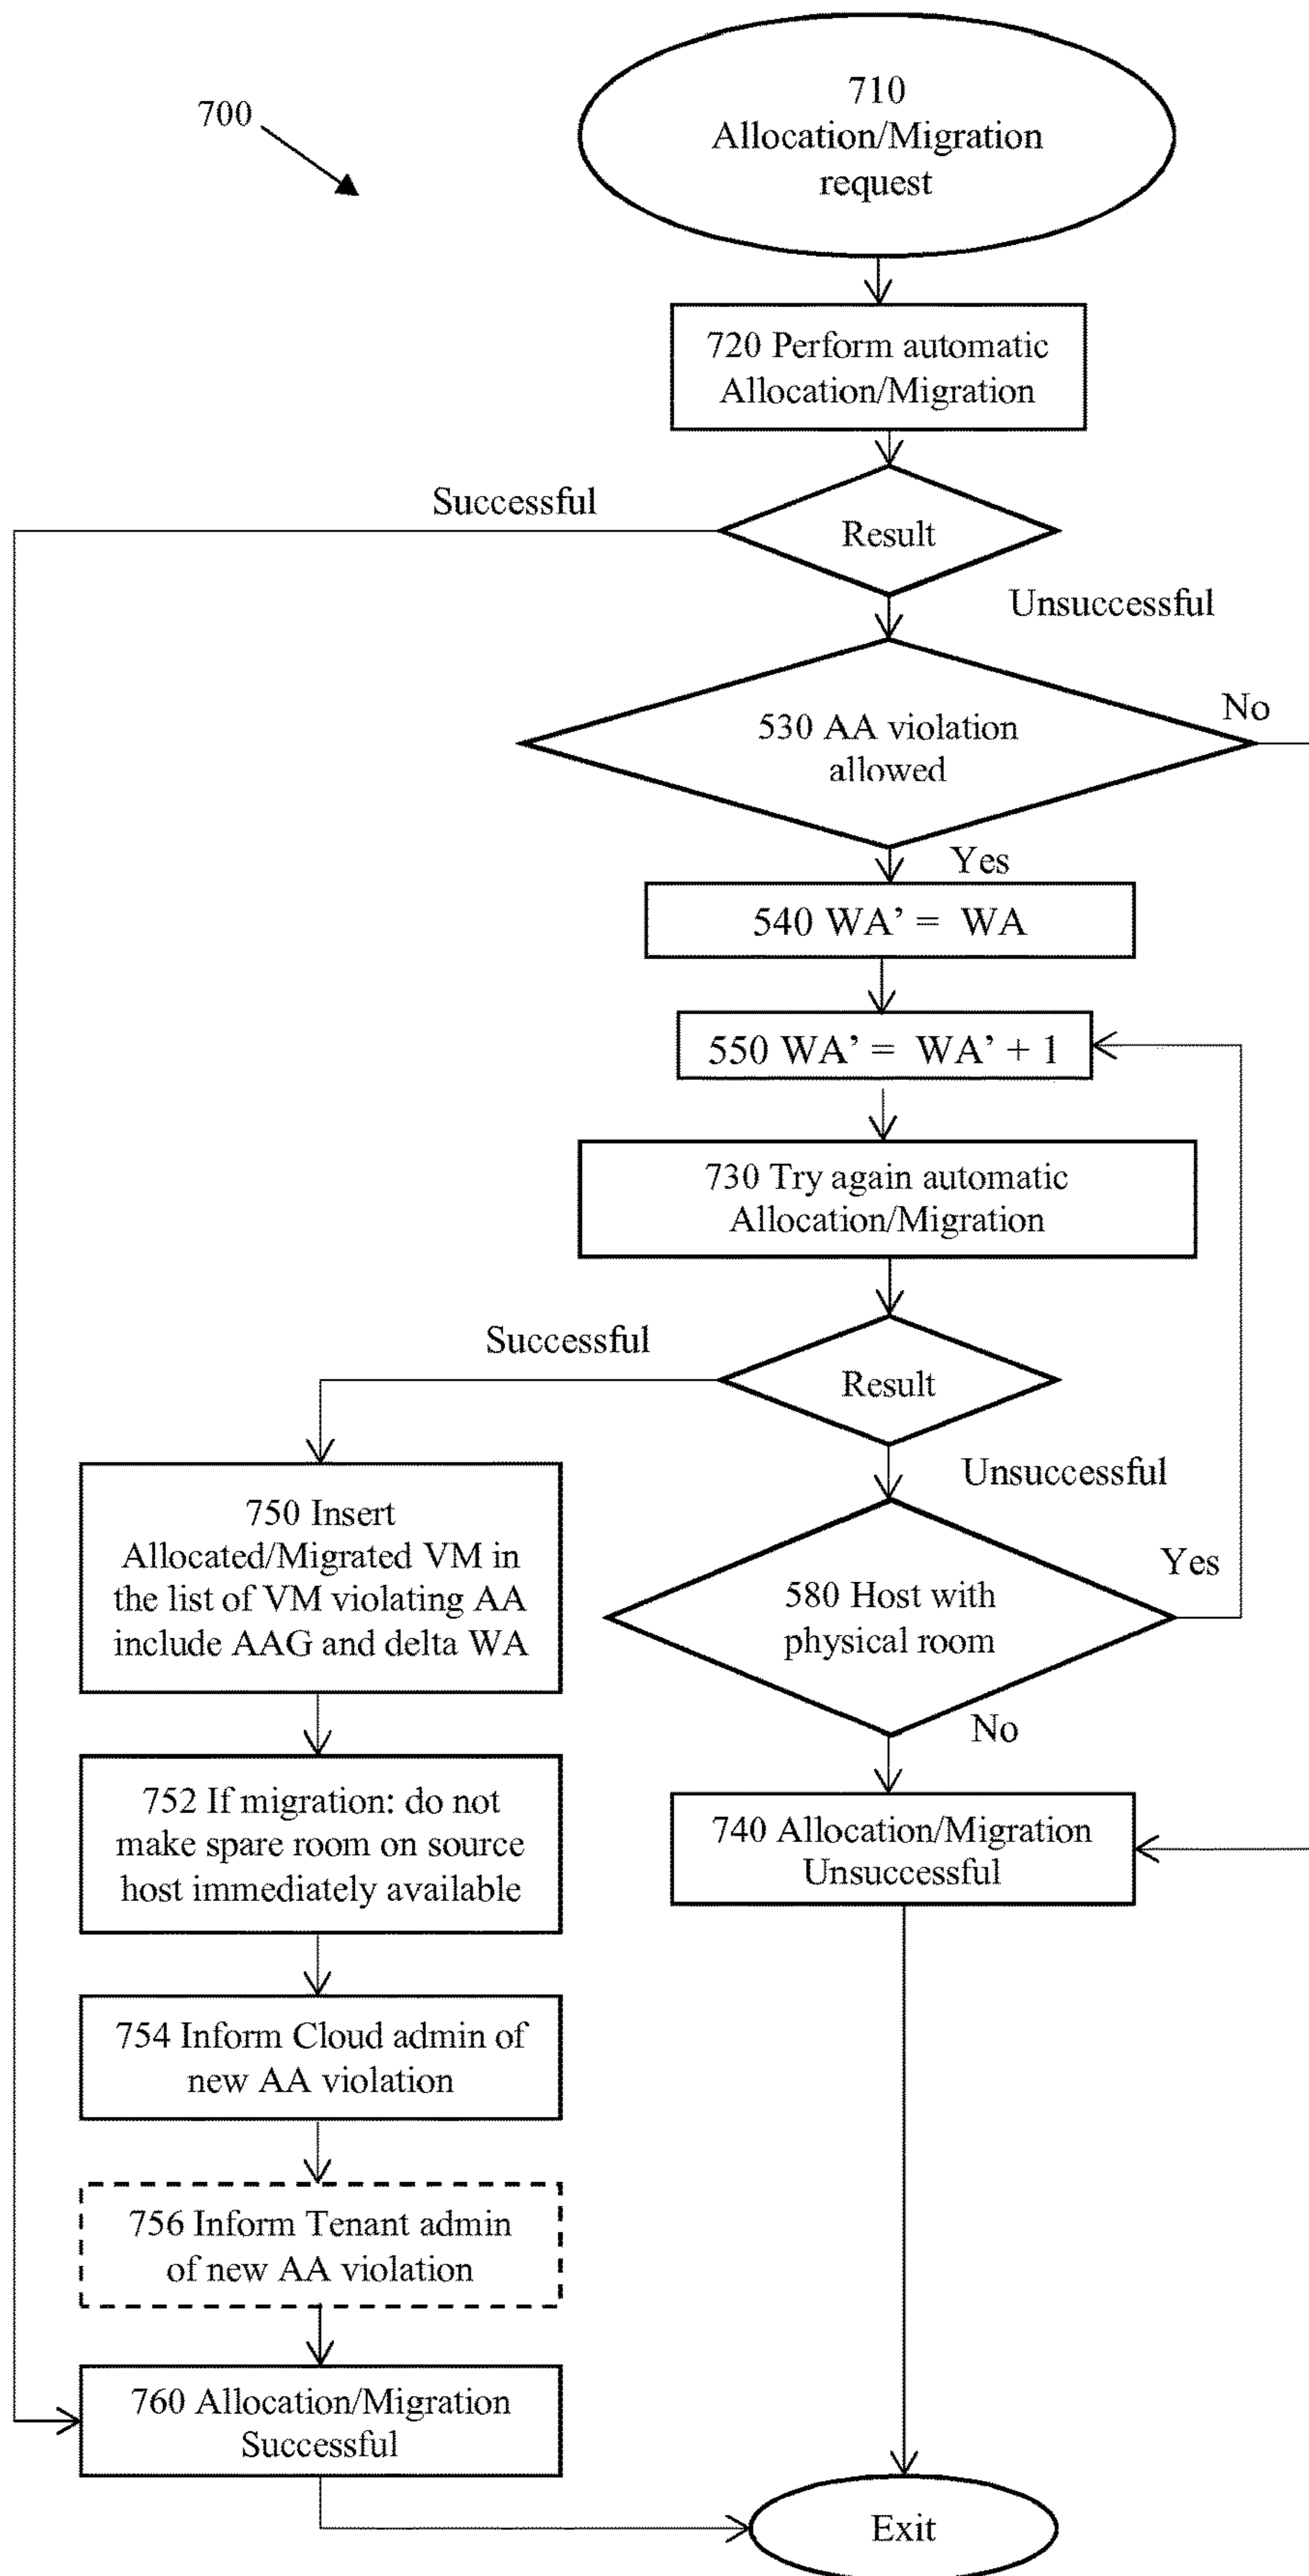 700
710
Allocation/Migration
request
720 Perform automatic
Allocation/Migration
Successful
Result
Unsuccessful
530 AA violation
allowed
No
Yes
540 WA’ = WA
550 WA’ = WA’ + 1
730 Try again automatic
Allocation/Migration
Successful
Result
Unsuccessful
750 Insert
Allocated/Migrated VM in
the list of VM violating AA
include AAG and delta WA
580 Host with
physical room
Yes
No
752 If migration: do not
make spare room on source
host immediately available
740 Allocation/Migration
Unsuccessful
754 Inform Cloud admin of
new AA violation
756 Inform Tenant admin
of new AA violation
760 Allocation/Migration
Successful
Exit